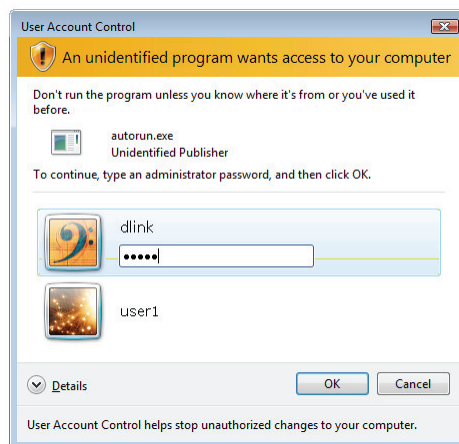 User Account Control
An unidentified program wants access to your computer
Don't run the program unless you know where it's from or you've used it
before.
autorun.exe
Unidentified Publisher
To continue, type an administrator password, and then click OK.
dlink
•••••
user1
Details
OK
Cancel
User Account Control helps stop unauthorized changes to your computer.